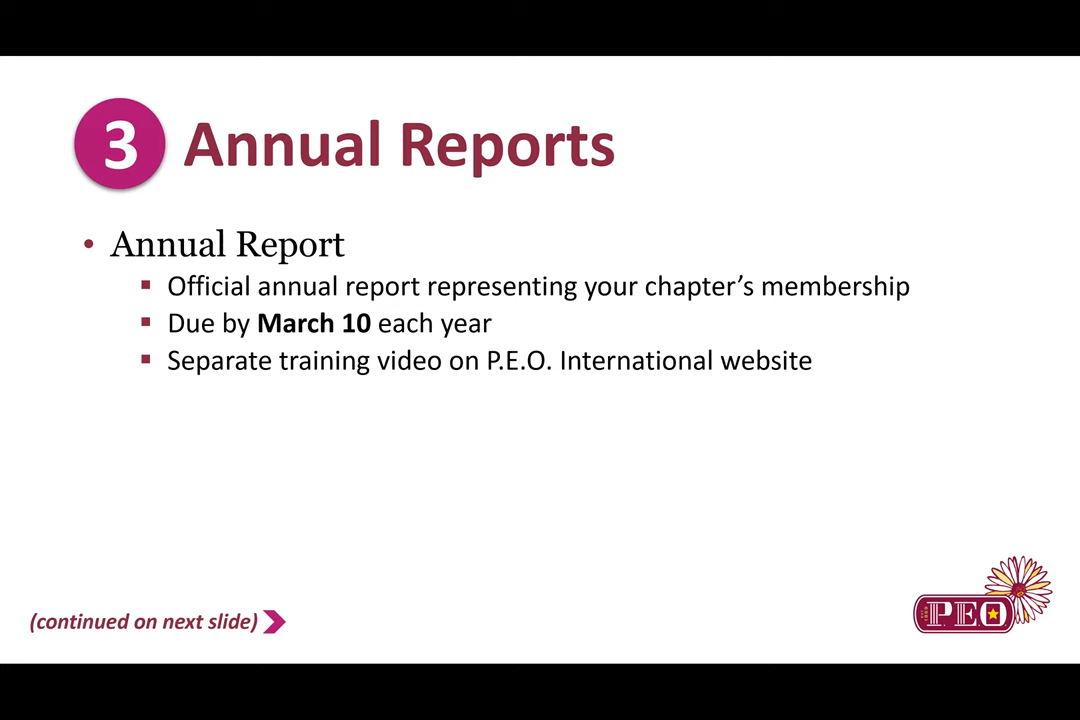 3 Annual Reports
• Annual Report
▪ Official annual report representing your chapter’s membership
▪ Due by March 10 each year
▪ Separate training video on P.E.O. International website
(continued on next slide)
PEO